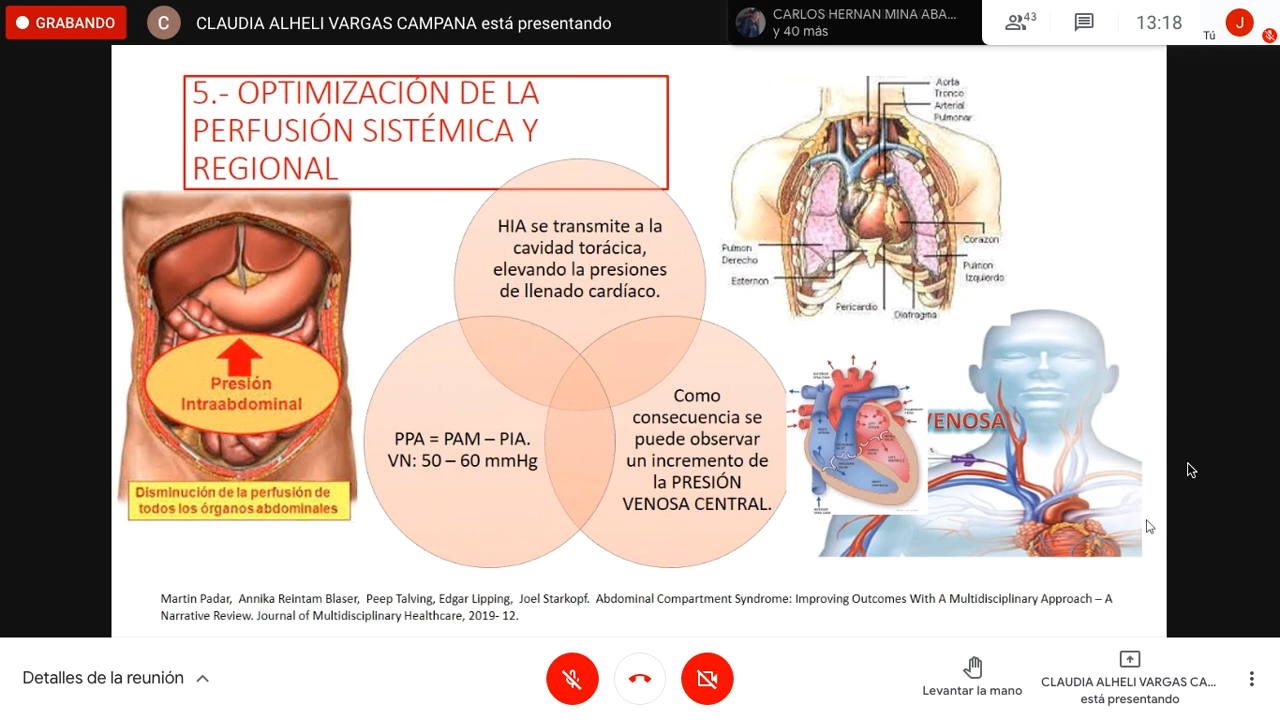 GRABANDO
C
CLAUDIA ALHELI VARGAS CAMPANA está presentando
CARLOS HERNAN MINA ABA...
y 40 más
43
13:18
Tú
J
5.- OPTIMIZACIÓN DE LA
PERFUSIÓN SISTÉMICA Y
REGIONAL
HIA se transmite a la
cavidad torácica,
elevando la presiones
de llenado cardíaco.
PPA = PAM – PIA.
VN: 50 – 60 mmHg
Como
consecuencia se
puede observar
un incremento de
la PRESIÓN
VENOSA CENTRAL.
Presión
Intraabdominal
Disminución de la perfusión de
todos los órganos abdominales
Aorta
Tronco
Arterial
Pulmonar
Corazon
Pulmon
Derecho
Pulmon
Izquierdo
Esternon
Pericardio
Diafragma
VENOSA
Martin Padar, Annika Reintam Blaser, Peep Talving, Edgar Lipping, Joel Starkopf. Abdominal Compartment Syndrome: Improving Outcomes With A Multidisciplinary Approach – A
Narrative Review. Journal of Multidisciplinary Healthcare, 2019- 12.
Detalles de la reunión
Levantar la mano
CLAUDIA ALHELI VARGAS CA...
está presentando